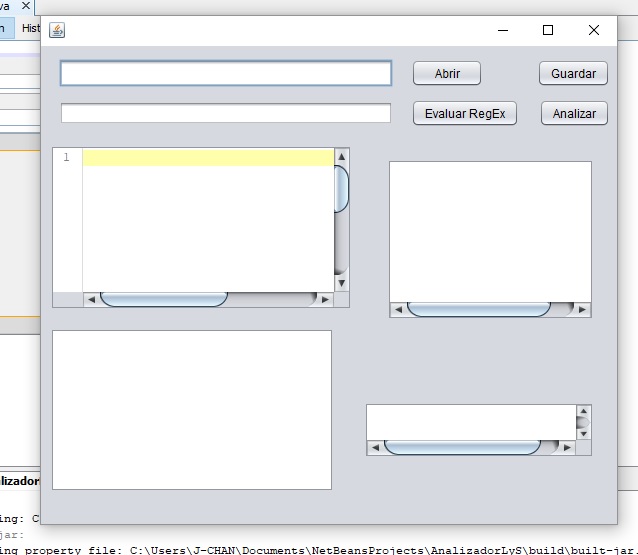 va
Hist
Abrir
Guardar
Evaluar RegEx
Analizar
1
alizador
ing: C
jar:
ing property file: C:\Users\J-CHAN\Documents\NetBeansProjects\AnalizadorLyS\build\built-jar.